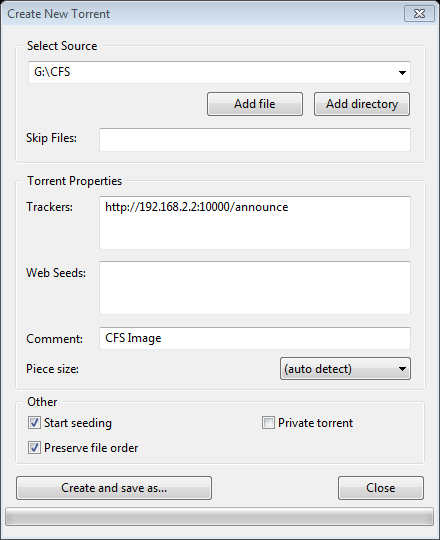 Create New Torrent
Select Source
G:\CFS
Add file
Add directory
Skip Files:
Torrent Properties
Trackers:
http://192.168.2.2:10000/announce
Web Seeds:
Comment:
CFS Image
Piece size:
(auto detect)
Other
Start seeding
Private torrent
Preserve file order
Create and save as...
Close